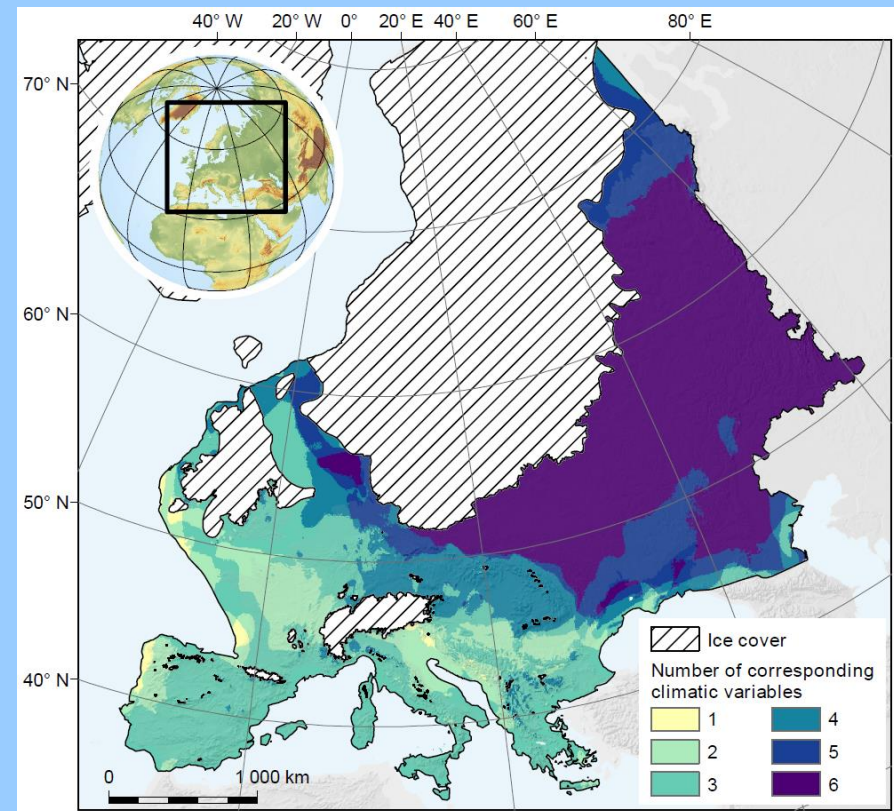 40° W 20° W 0° 20° E 40° E 60° E 80° E
70° N
60° N
50° N
40° N
Ice cover
Number of corresponding
climatic variables
1 4
2 5
3 6
0 1 000 km